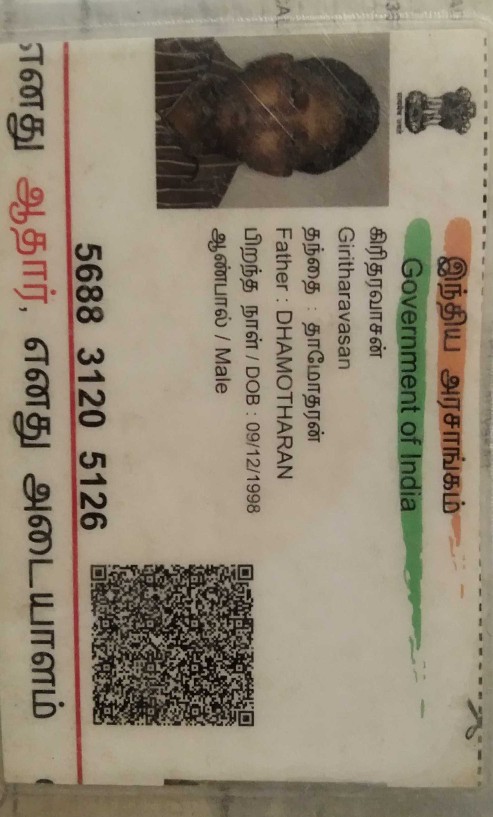 இந்திய அரசாங்கம்
Government of India
கிரிதரவாசன்
Giritharavasan
தந்தை : தாமோதரன்
Father : DHAMOTHARAN
பிறந்த நாள் / DOB : 09/12/1998
ஆண்பால் / Male
5688 3120 5126
எனது ஆதார், எனது அடையாளம்